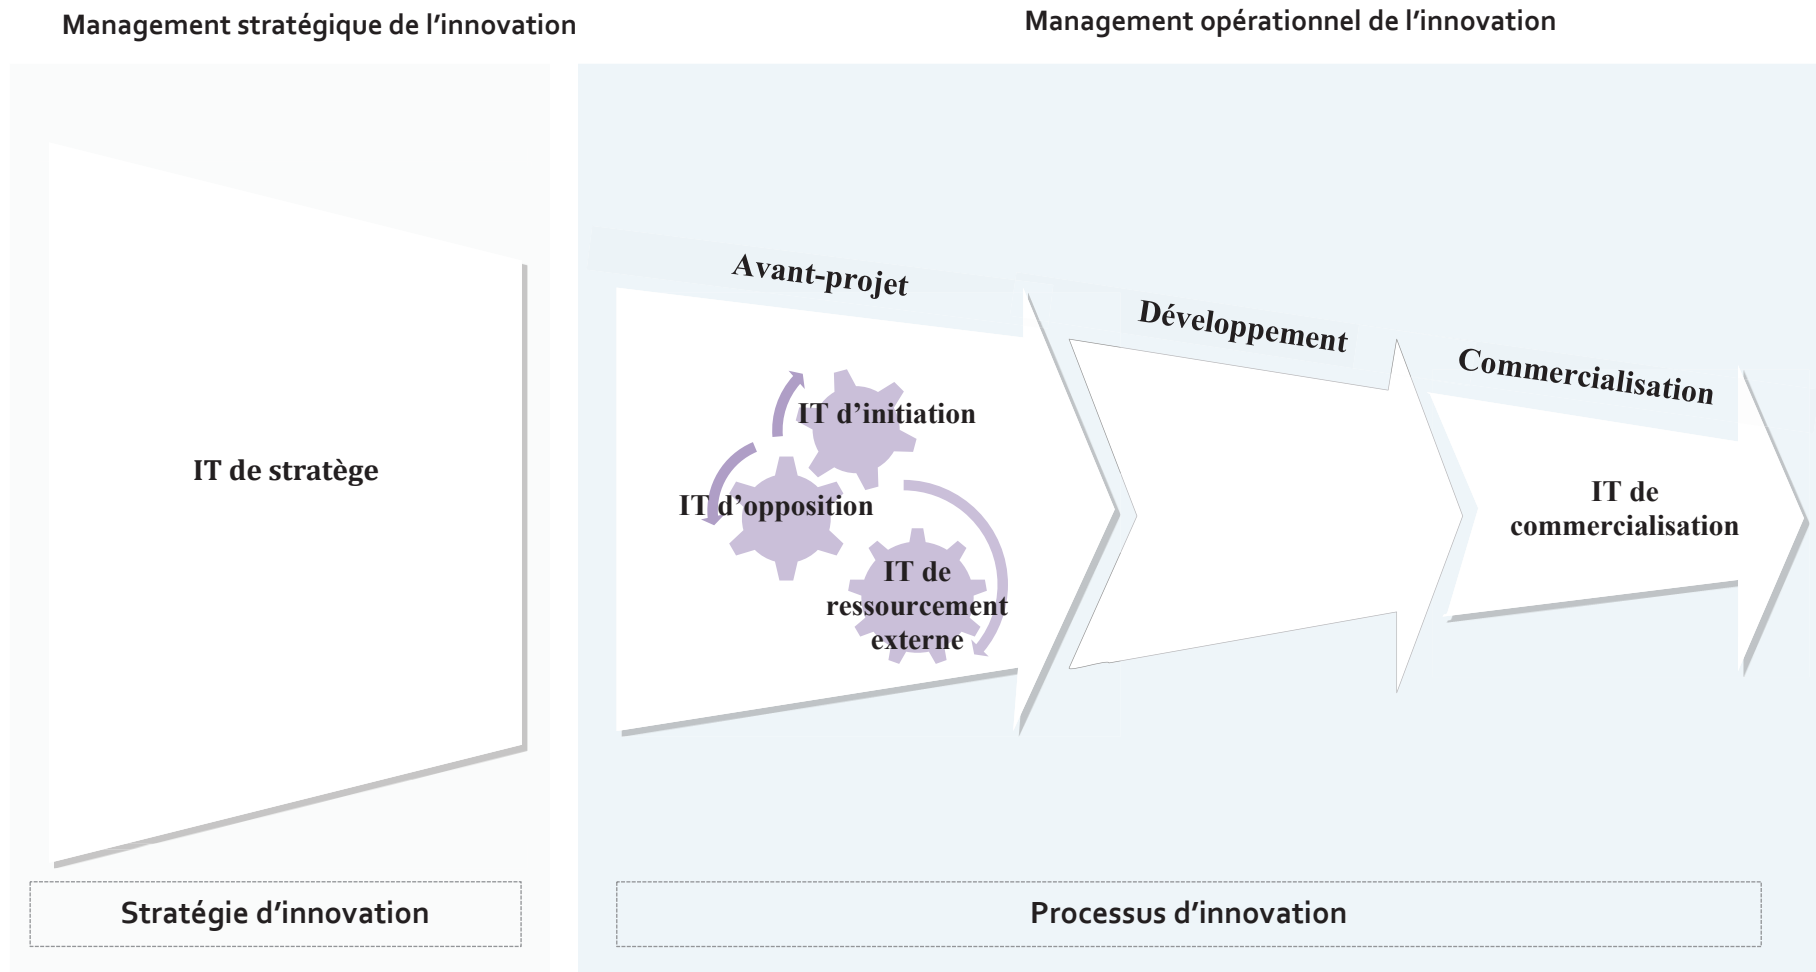 Management stratégique de l’innovation
Management opérationnel de l’innovation
IT de stratège
Avant-projet
Développement
Commercialisation
IT d’initiation
IT d’opposition
IT de
ressourcement
externe
IT de
commercialisation
Stratégie d’innovation
Processus d’innovation